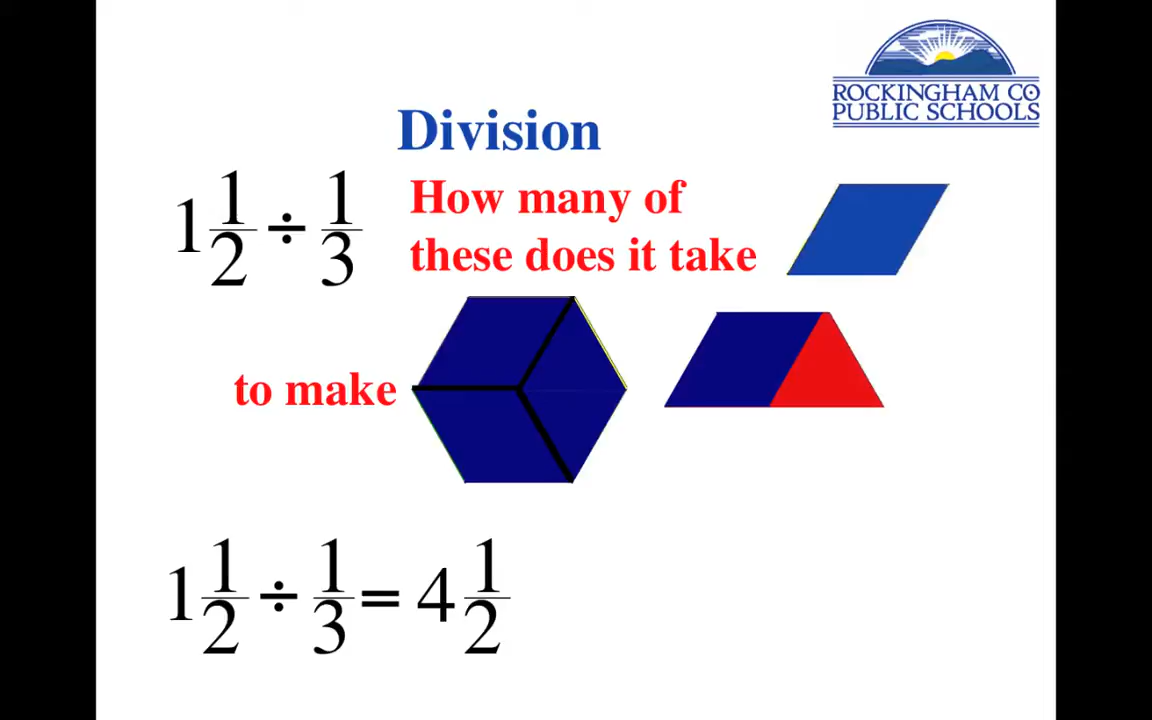 ROCKINGHAM CO
PUBLIC SCHOOLS
Division
1 1/2 ÷ 1/3
How many of
these does it take
to make
1 1/2 ÷ 1/3 = 4 1/2